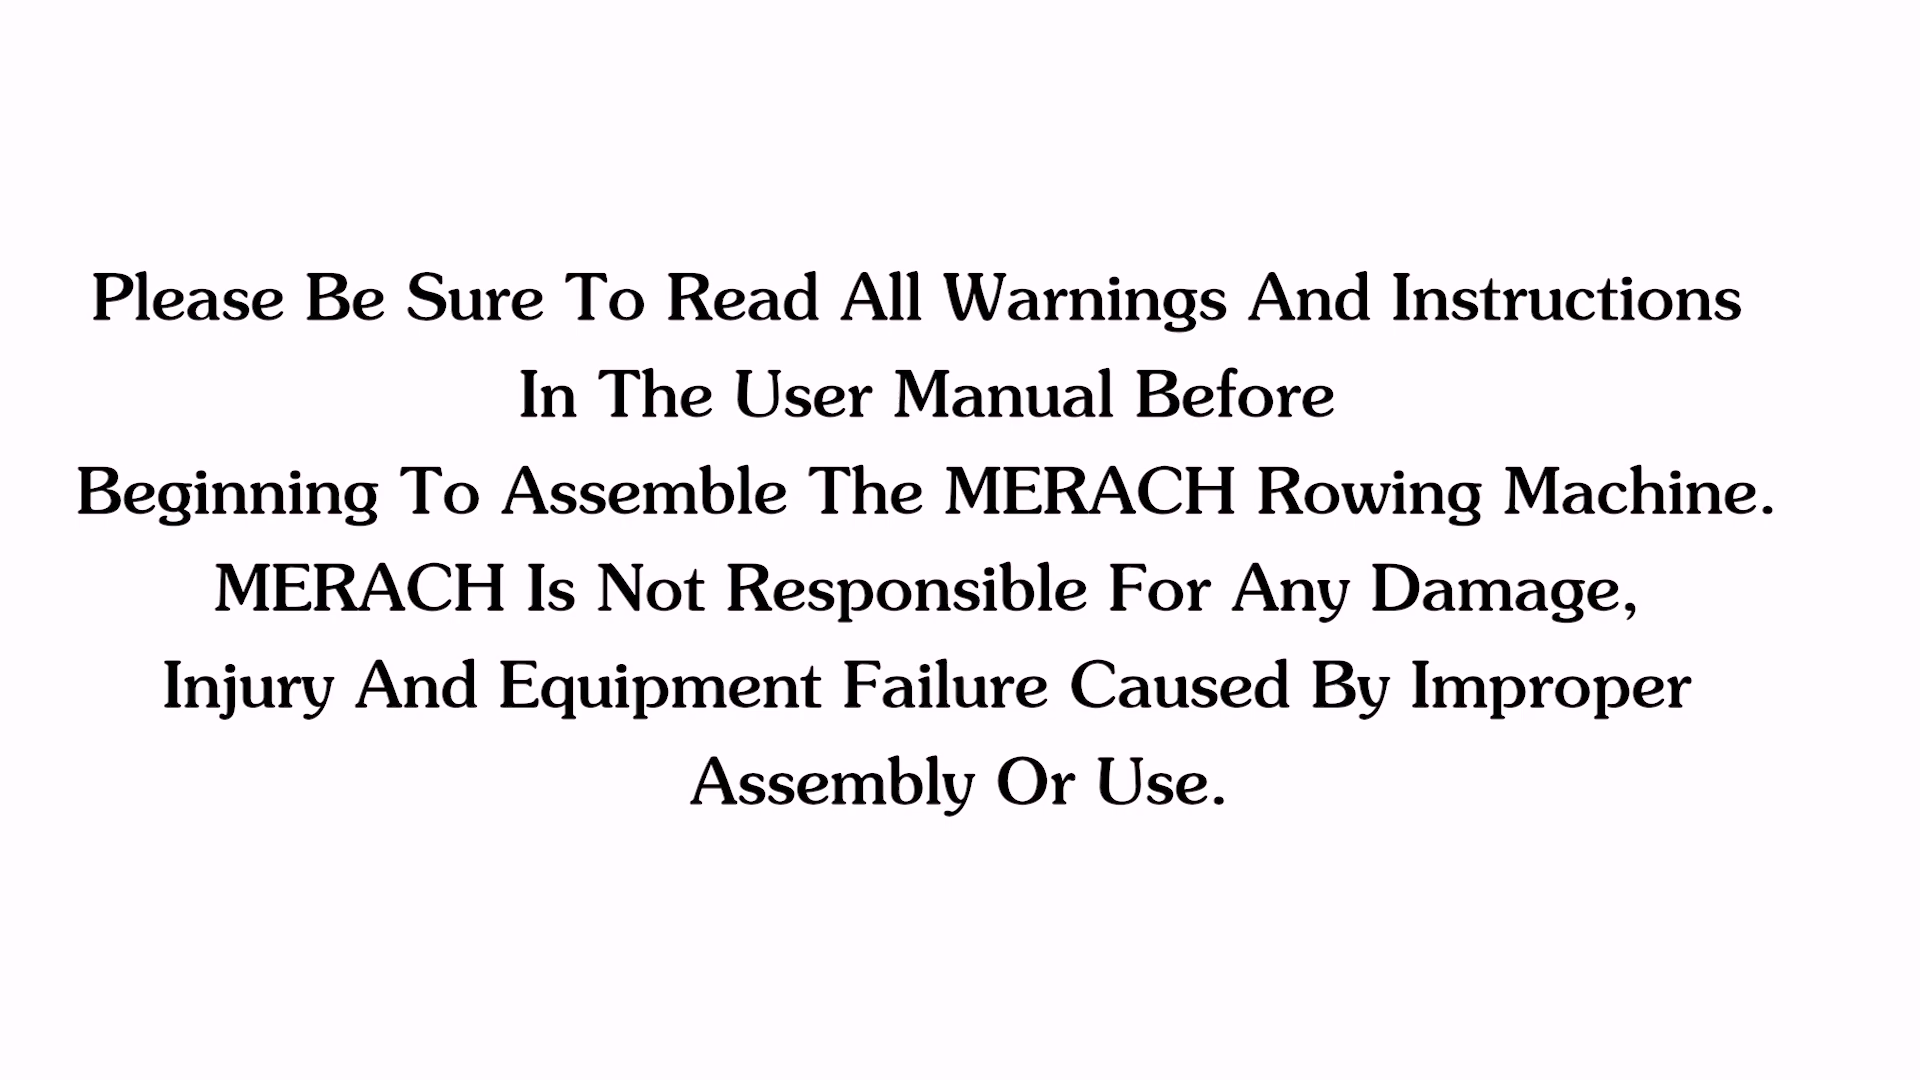 Please Be Sure To Read All Warnings And Instructions
In The User Manual Before
Beginning To Assemble The MERACH Rowing Machine.
MERACH Is Not Responsible For Any Damage,
Injury And Equipment Failure Caused By Improper
Assembly Or Use.